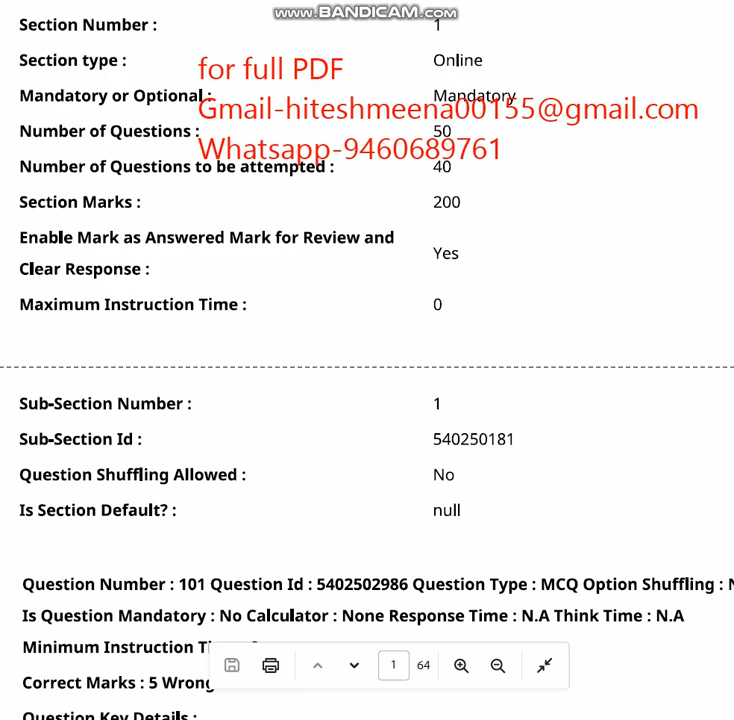 www.BANDICAM.com
Section Number : 1
Section type : Online
for full PDF
Mandatory or Optional : Mandatory
Gmail-hiteshmeena00155@gmail.com
Number of Questions : 50
Whatsapp-9460689761
Number of Questions to be attempted : 40
Section Marks : 200
Enable Mark as Answered Mark for Review and
Clear Response : Yes
Maximum Instruction Time : 0
Sub-Section Number : 1
Sub-Section Id : 540250181
Question Shuffling Allowed : No
Is Section Default? : null
Question Number : 101 Question Id : 5402502986 Question Type : MCQ Option Shuffling :
Is Question Mandatory : No Calculator : None Response Time : N.A Think Time : N.A
Minimum Instruction
1 64
Correct Marks : 5 Wrong
Question Key Details :